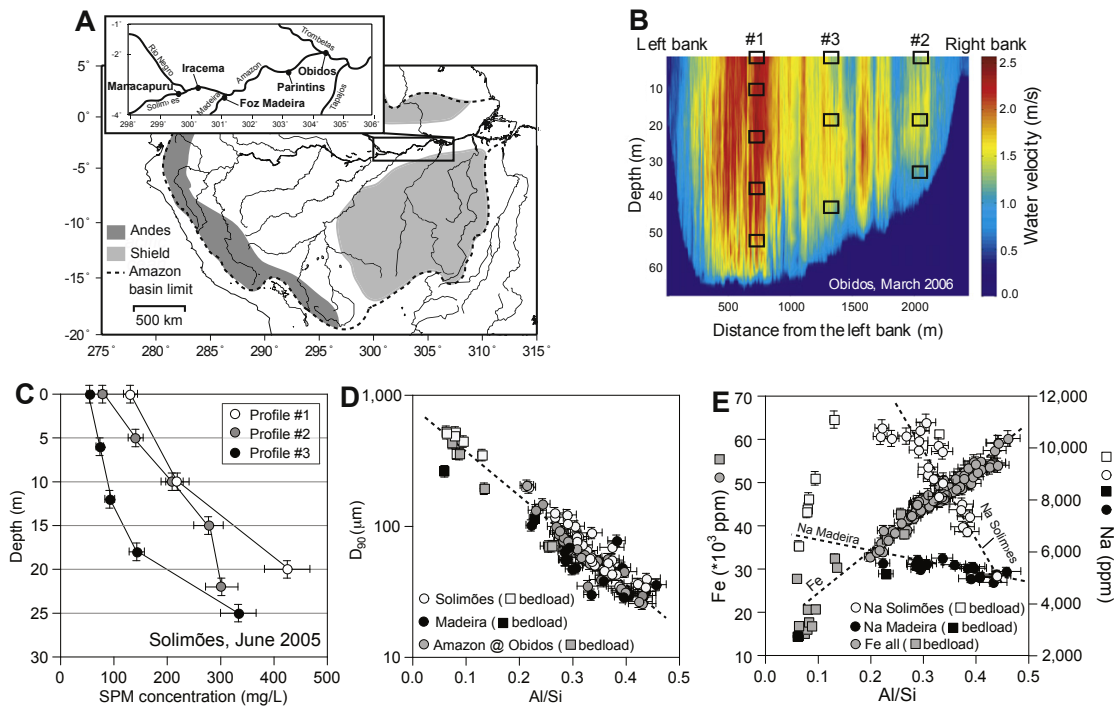 A
-1˚
-2˚
-4˚
298 299 300 301 302 303 304 305 306
Rio Negro
Trombetas
Iracema
Manacapuru
Amazon
Obidos
Parintins
Foz Madeira
Madeira
Tapajos
5˚
0˚
-5˚
-10˚
-15˚
-20˚
Andes
Shield
Amazon
basin limit
500 km
275˚ 280˚ 285˚ 290˚ 295˚ 300˚ 305˚ 310˚ 315˚
B
#1 #3 #2
Left bank Right bank
10
20
30
40
50
60
Depth (m)
Obidos, March 2006
500 1000 1500 2000
Distance from the left bank (m)
2.5
2.0
1.5
1.0
0.5
0.0
Water velocity (m/s)
C
0
5
10
15
20
25
30
Depth (m)
Profile #1
Profile #2
Profile #3
Solimões, June 2005
0 100 200 300 400 500
SPM concentration (mg/L)
D
1,000
100
10
D90 (μm)
Solimões ( bedload)
Madeira ( bedload)
Amazon @ Obidos ( bedload)
0 0.1 0.2 0.3 0.4 0.5
Al/Si
E
70
60
50
40
30
20
10
Fe (*10³ ppm)
Na Madeira
Na Solimões
Fe
Na Solimões ( bedload)
Na Madeira ( bedload)
Fe all ( bedload)
0.0 0.1 0.2 0.3 0.4 0.5
Al/Si
12,000
10,000
8,000
6,000
4,000
2,000
Na (ppm)